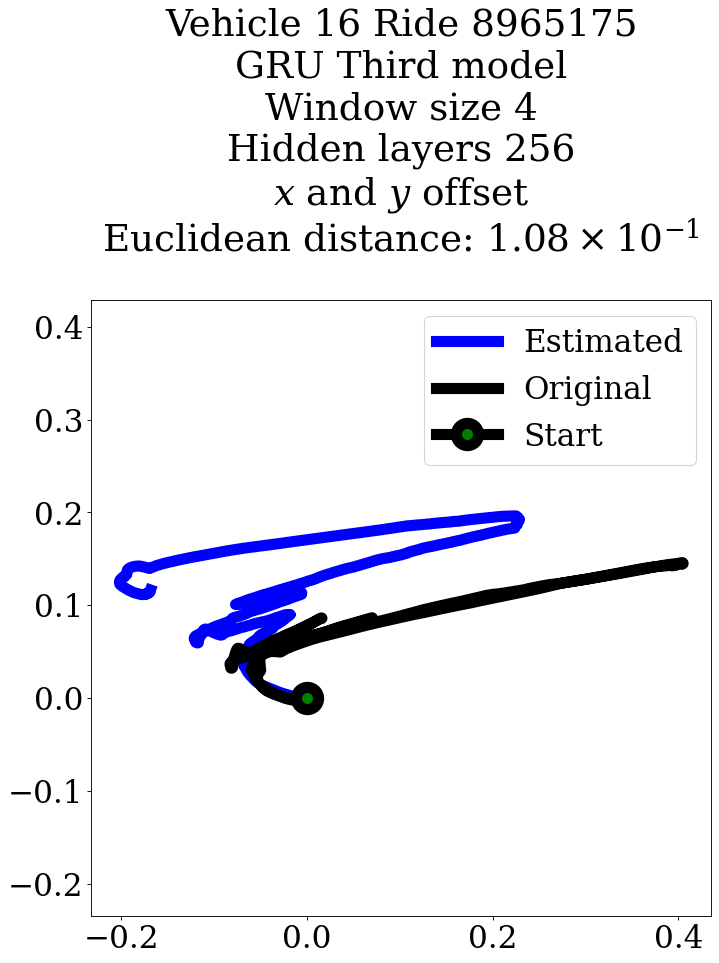 Vehicle 16 Ride 8965175
GRU Third model
Window size 4
Hidden layers 256
x and y offset
Euclidean distance: 1.08 × 10⁻¹
Estimated
Original
Start
0.4
0.3
0.2
0.1
0.0
−0.1
−0.2
−0.2 0.0 0.2 0.4